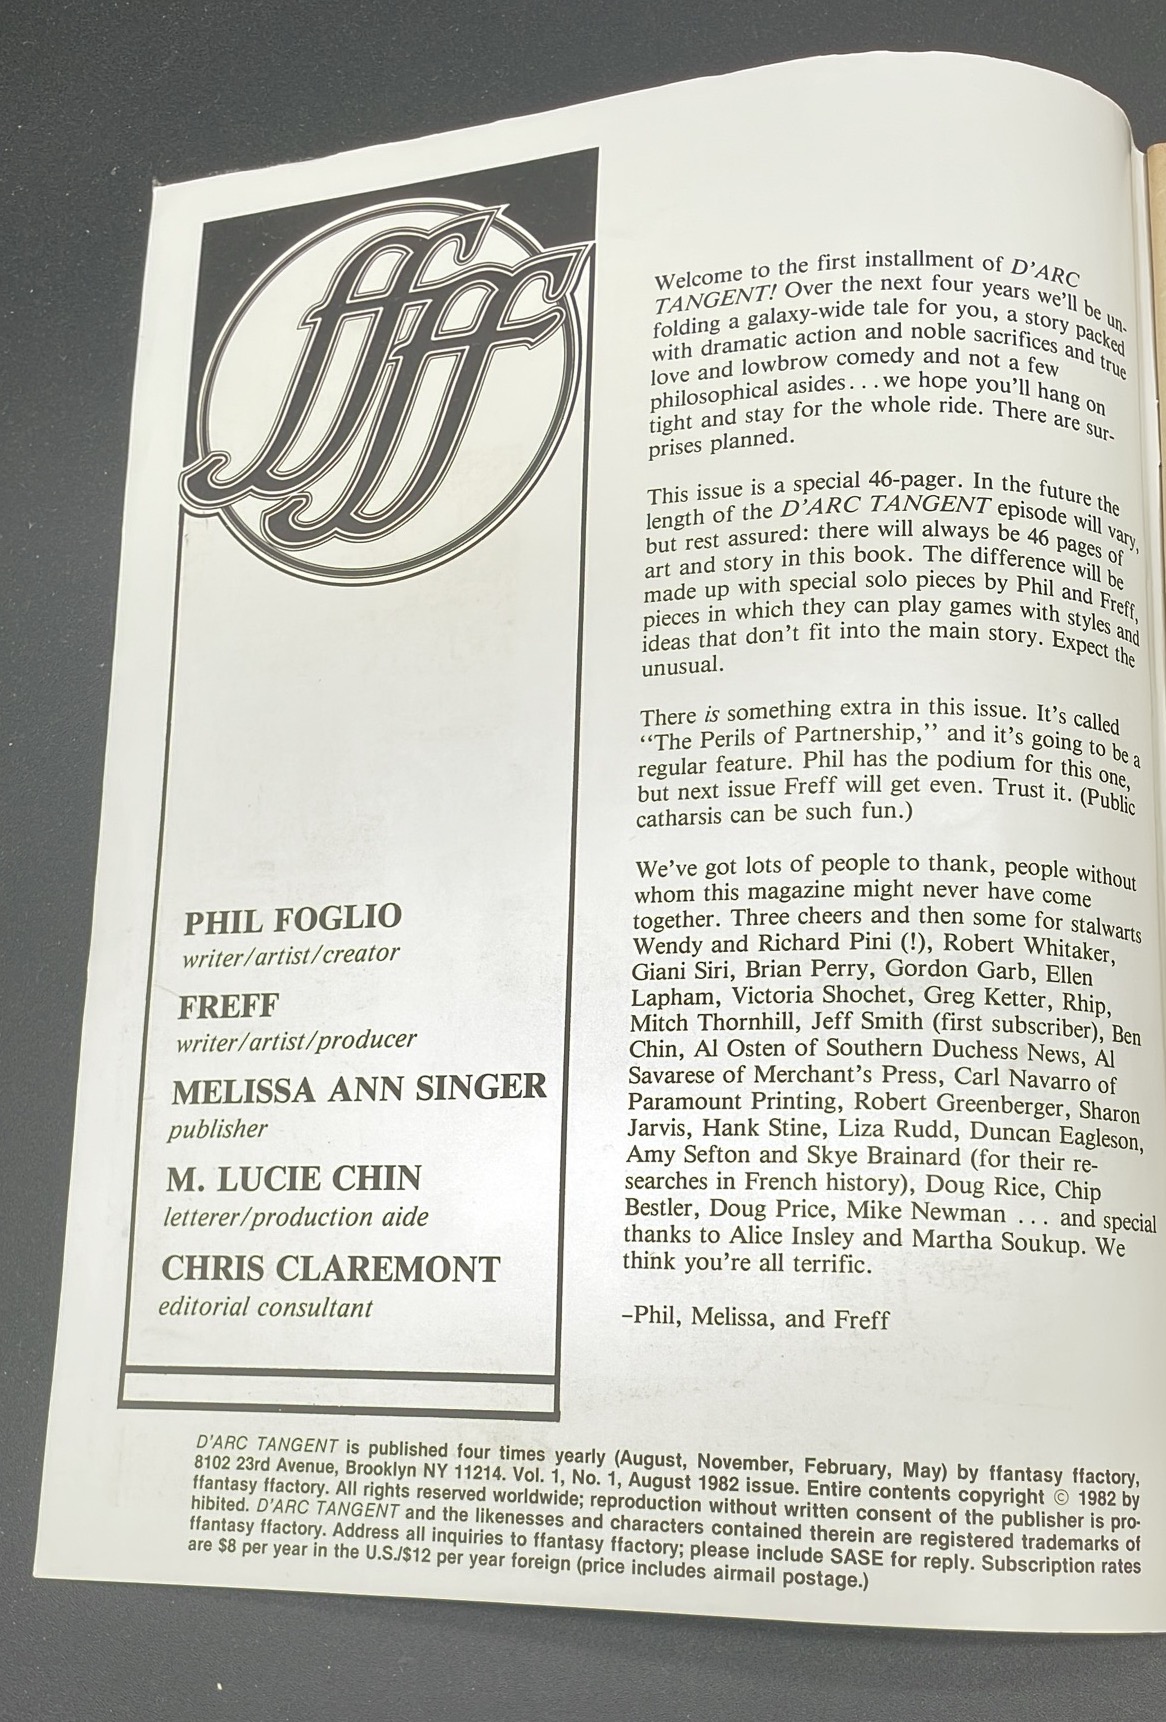 ffff
PHIL FOGLIO
writer/artist/creator
FREFF
writer/artist/producer
MELISSA ANN SINGER
publisher
M. LUCIE CHIN
letterer/production aide
CHRIS CLAREMONT
editorial consultant
Welcome to the first installment of D'ARC
TANGENT! Over the next four years we'll be un-
folding a galaxy-wide tale for you, a story packed
with dramatic action and noble sacrifices and true
love and lowbrow comedy and not a few
philosophical asides...we hope you'll hang on
tight and stay for the whole ride. There are sur-
prises planned.
This issue is a special 46-pager. In the future the
length of the D'ARC TANGENT episode will vary,
but rest assured: there will always be 46 pages of
art and story in this book. The difference will be
made up with special solo pieces by Phil and Freff,
pieces in which they can play games with styles and
ideas that don't fit into the main story. Expect the
unusual.
There is something extra in this issue. It's called
“The Perils of Partnership,” and it's going to be a
regular feature. Phil has the podium for this one,
but next issue Freff will get even. Trust it. (Public
catharsis can be such fun.)
We've got lots of people to thank, people without
whom this magazine might never have come
together. Three cheers and then some for stalwarts
Wendy and Richard Pini (!), Robert Whitaker,
Giani Siri, Brian Perry, Gordon Garb, Ellen
Lapham, Victoria Shochet, Greg Ketter, Rhip,
Mitch Thornhill, Jeff Smith (first subscriber), Ben
Chin, Al Osten of Southern Duchess News, Al
Savarese of Merchant's Press, Carl Navarro of
Paramount Printing, Robert Greenberger, Sharon
Jarvis, Hank Stine, Liza Rudd, Duncan Eagleson,
Amy Sefton and Skye Brainard (for their re-
searches in French history), Doug Rice, Chip
Bestler, Doug Price, Mike Newman ... and special
thanks to Alice Insley and Martha Soukup. We
think you're all terrific.
–Phil, Melissa, and Freff
D'ARC TANGENT is published four times yearly (August, November, February, May) by ffantasy ffactory,
8102 23rd Avenue, Brooklyn NY 11214. Vol. 1, No. 1, August 1982 issue. Entire contents copyright © 1982 by
ffantasy ffactory. All rights reserved worldwide; reproduction without written consent of the publisher is pro-
hibited. D'ARC TANGENT and the likenesses and characters contained therein are registered trademarks of
ffantasy ffactory. Address all inquiries to ffantasy ffactory; please include SASE for reply. Subscription rates
are $8 per year in the U.S./$12 per year foreign (price includes airmail postage.)